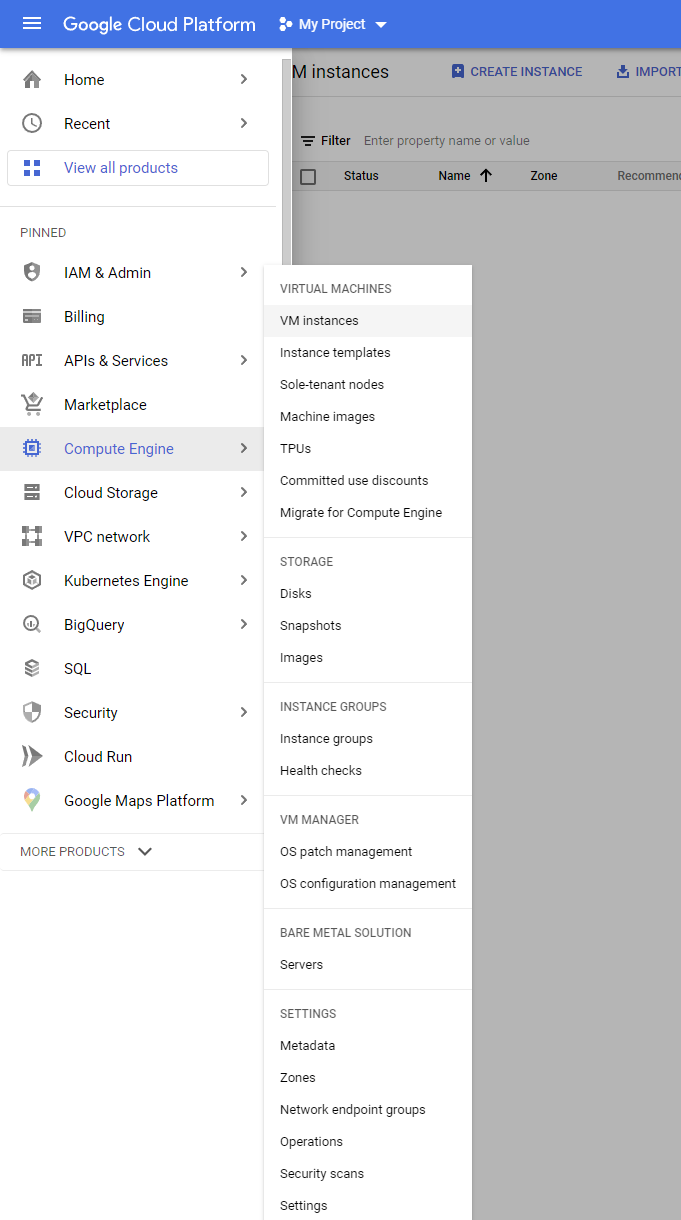 Google Cloud Platform
My Project
Home
Recent
View all products
PINNED
IAM & Admin
Billing
API
APIs & Services
Marketplace
Compute Engine
Cloud Storage
VPC network
Kubernetes Engine
BigQuery
SQL
Security
Cloud Run
Google Maps Platform
MORE PRODUCTS
M instances
CREATE INSTANCE
IMPORT
Filter
Enter property name or value
Status
Name
Zone
Recommend
VIRTUAL MACHINES
VM instances
Instance templates
Sole-tenant nodes
Machine images
TPUs
Committed use discounts
Migrate for Compute Engine
STORAGE
Disks
Snapshots
Images
INSTANCE GROUPS
Instance groups
Health checks
VM MANAGER
OS patch management
OS configuration management
BARE METAL SOLUTION
Servers
SETTINGS
Metadata
Zones
Network endpoint groups
Operations
Security scans
Settings